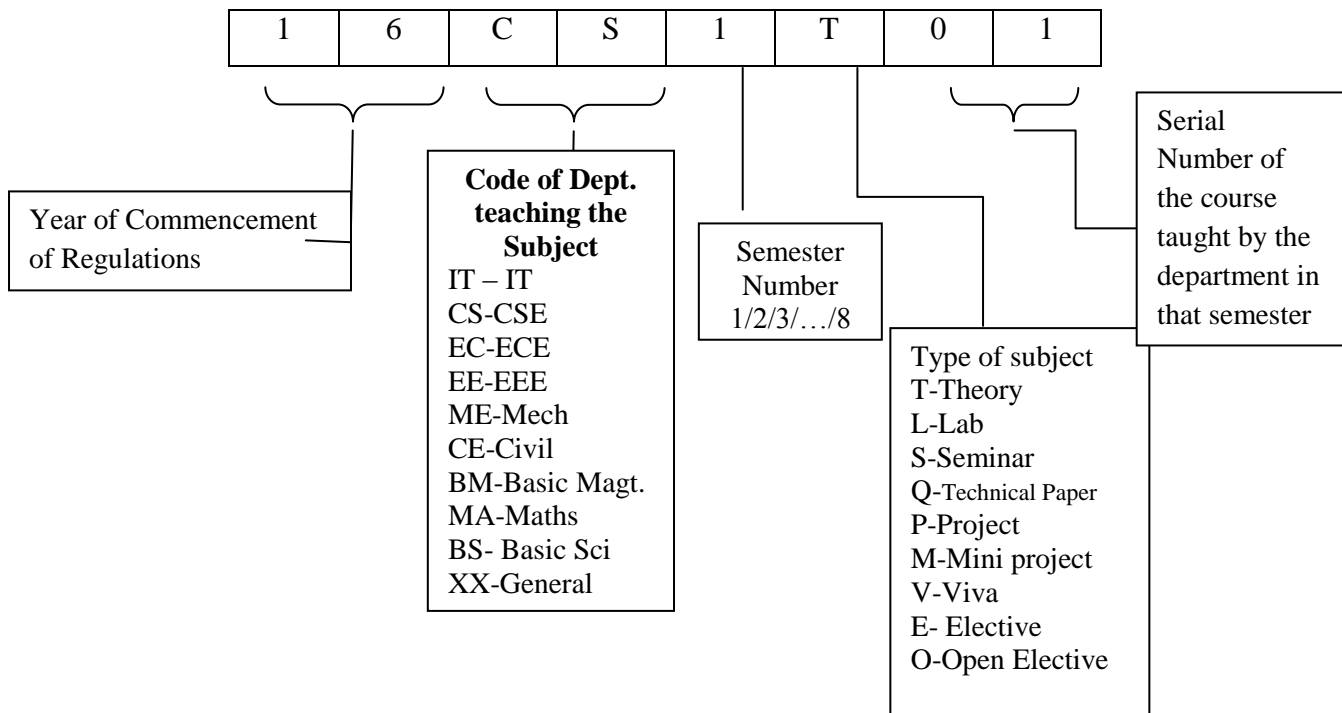 1 6 C S 1 T 0 1
Year of Commencement
of Regulations
Code of Dept.
teaching the
Subject
IT – IT
CS-CSE
EC-ECE
EE-EEE
ME-Mech
CE-Civil
BM-Basic Magt.
MA-Maths
BS- Basic Sci
XX-General
Semester
Number
1/2/3/…/8
Type of subject
T-Theory
L-Lab
S-Seminar
Q-Technical Paper
P-Project
M-Mini project
V-Viva
E- Elective
O-Open Elective
Serial
Number of
the course
taught by the
department in
that semester